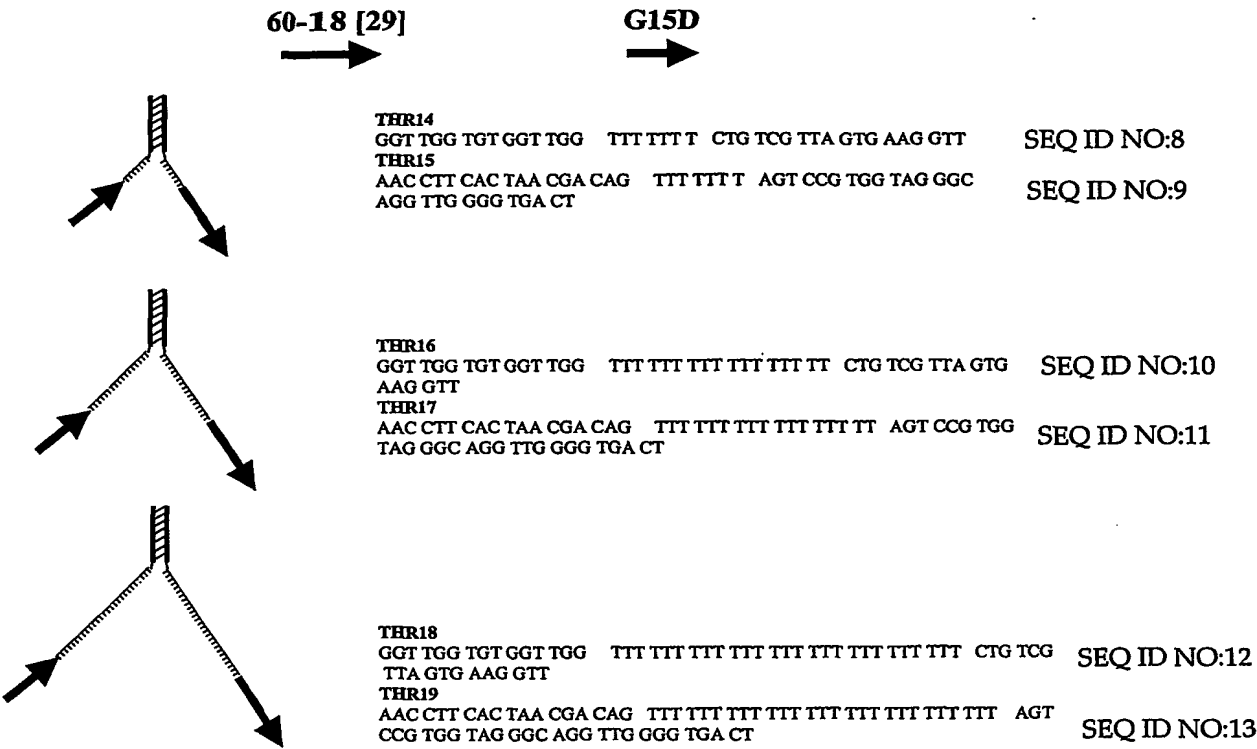 60-18 [29] G15D
THR14
GGT TGG TGT GGT TGG TTT TTT T CTG TCG TTA GTG AAG GTT SEQ ID NO:8
THR15
AAC CTT CAC TAA CGA CAG TTT TTT T AGT CCG TGG TAG GGC SEQ ID NO:9
AGG TTG GGG TGA CT
THR16
GGT TGG TGT GGT TGG TTT TTT TTT TTT TTT TT CTG TCG TTA GTG SEQ ID NO:10
AAG GTT
THR17
AAC CTT CAC TAA CGA CAG TTT TTT TTT TTT TTT TT AGT CCG TGG SEQ ID NO:11
TAG GGC AGG TTG GGG TGA CT
THR18
GGT TGG TGT GGT TGG TTT TTT TTT TTT TTT TTT TTT TTT TTT CTG TCG SEQ ID NO:12
TTA GTG AAG GTT
THR19
AAC CTT CAC TAA CGA CAG TTT TTT TTT TTT TTT TTT TTT TTT TTT AGT SEQ ID NO:13
CCG TGG TAG GGC AGG TTG GGG TGA CT